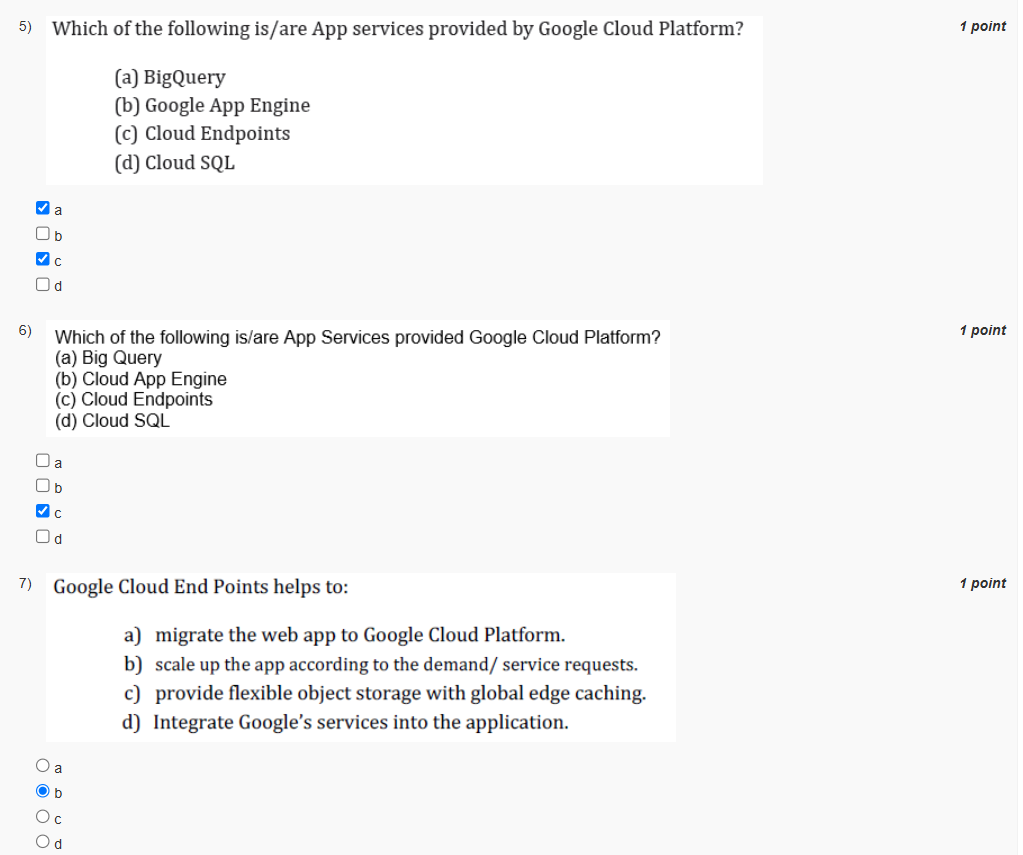 5) Which of the following is/are App services provided by Google Cloud Platform? 1 point
(a) BigQuery
(b) Google App Engine
(c) Cloud Endpoints
(d) Cloud SQL
a
b
c
d
6) Which of the following is/are App Services provided Google Cloud Platform? 1 point
(a) Big Query
(b) Cloud App Engine
(c) Cloud Endpoints
(d) Cloud SQL
a
b
c
d
7) Google Cloud End Points helps to: 1 point
a) migrate the web app to Google Cloud Platform.
b) scale up the app according to the demand/ service requests.
c) provide flexible object storage with global edge caching.
d) Integrate Google's services into the application.
a
b
c
d